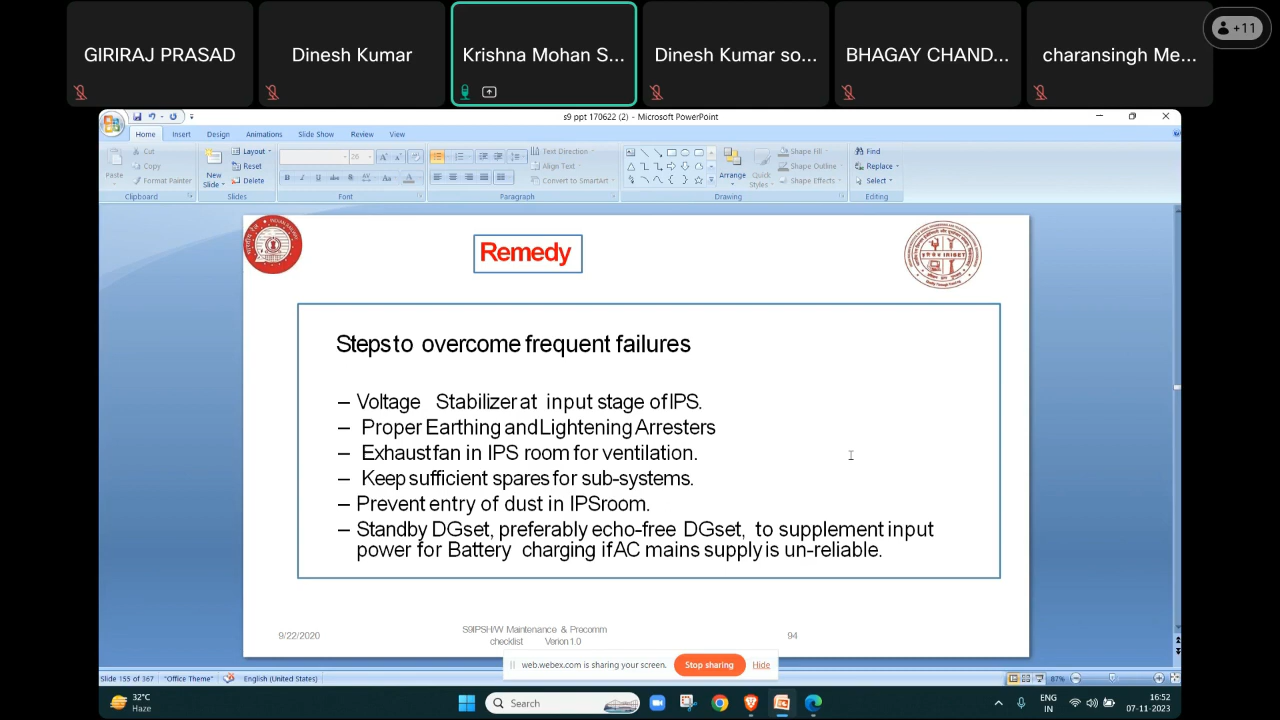 GIRIRAJ PRASAD
Dinesh Kumar
Krishna Mohan S...
Dinesh Kumar so...
BHAGAY CHAND...
charansingh Me...
+11
s9 ppt 170622 (2) - Microsoft PowerPoint
Home Insert Design Animations Slide Show Review View
Paste
Cut
Copy
Format Painter
Clipboard
New Slide
Layout
Reset
Delete
Slides
26
Font
Text Direction
Align Text
Convert to SmartArt
Paragraph
Arrange
Quick Styles
Shape Fill
Shape Outline
Shape Effects
Drawing
Find
Replace
Select
Editing
Remedy
IRISET
Steps to overcome frequent failures
– Voltage Stabilizer at input stage of IPS.
– Proper Earthing and Lightening Arresters
– Exhaust fan in IPS room for ventilation.
– Keep sufficient spares for sub-systems.
– Prevent entry of dust in IPS room.
– Standby DGset, preferably echo-free DGset, to supplement input
power for Battery charging if AC mains supply is un-reliable.
9/22/2020
S9IPSH/W Maintenance & Precomm
checklist Verion 1.0
94
web.webex.com is sharing your screen.
Stop sharing
Hide
Slide 155 of 367
"Office Theme"
English (United States)
87%
32°C
Haze
Search
ENG
IN
16:52
07-11-2023